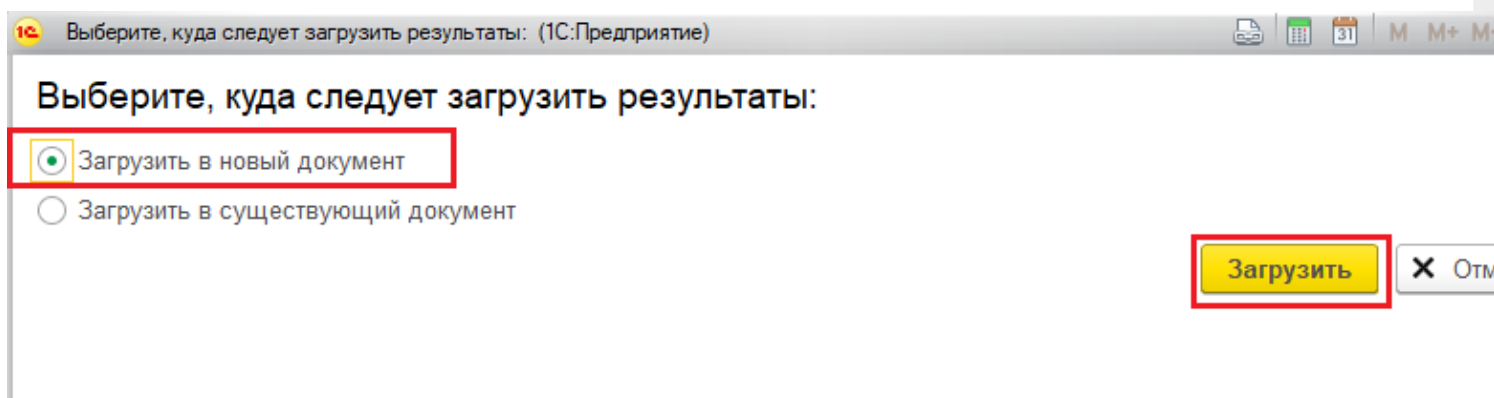 1С Выберите, куда следует загрузить результаты: (1С:Предприятие) 31 M M+
Выберите, куда следует загрузить результаты:
Загрузить в новый документ
Загрузить в существующий документ
Загрузить